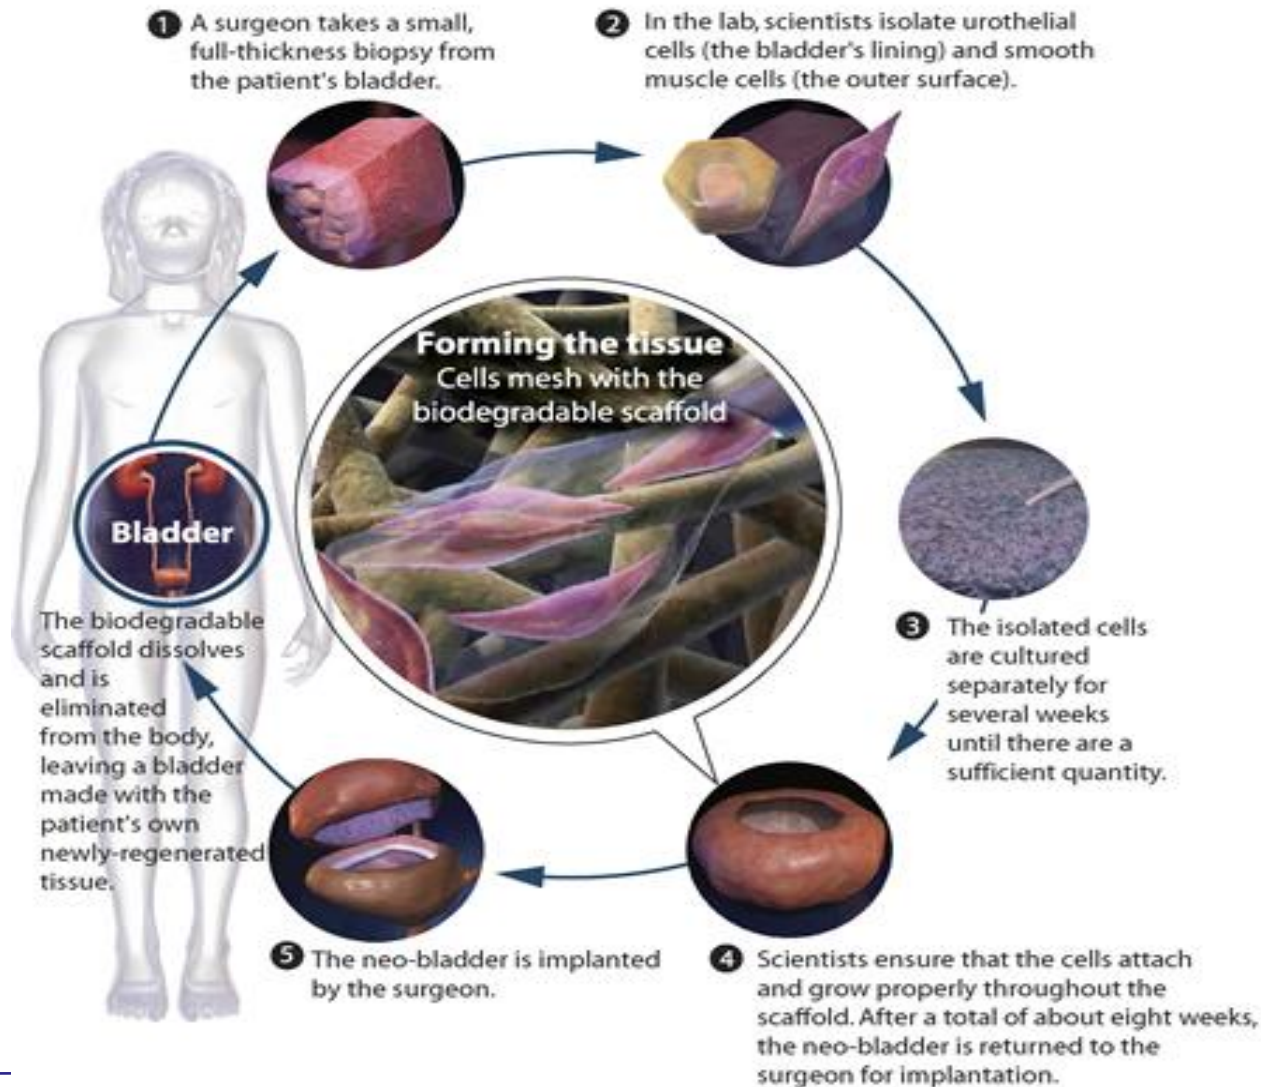 1 A surgeon takes a small,
full-thickness biopsy from
the patient's bladder.
2 In the lab, scientists isolate urothelial
cells (the bladder's lining) and smooth
muscle cells (the outer surface).
Forming the tissue
Cells mesh with the
biodegradable scaffold
Bladder
3 The isolated cells
are cultured
separately for
several weeks
until there are a
sufficient quantity.
4 Scientists ensure that the cells attach
and grow properly throughout the
scaffold. After a total of about eight weeks,
the neo-bladder is returned to the
surgeon for implantation.
5 The neo-bladder is implanted
by the surgeon.
The biodegradable
scaffold dissolves
and is
eliminated
from the body,
leaving a bladder
made with the
patient's own
newly-regenerated
tissue.